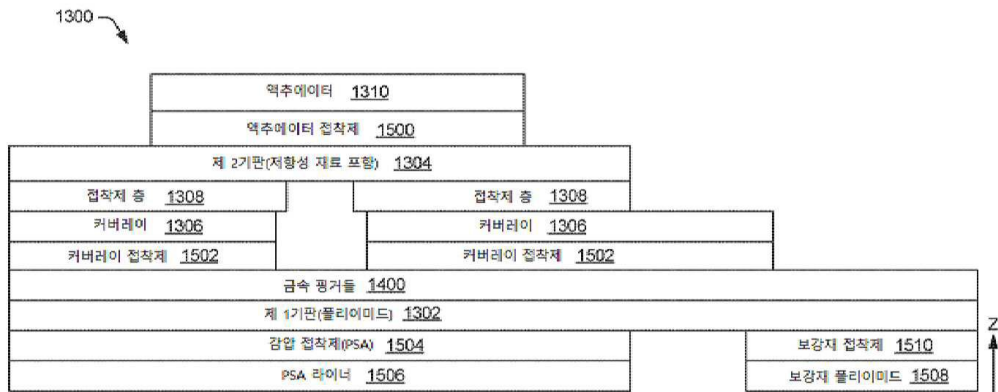 1300
액추에이터 1310
액추에이터 접착제 1500
제 2기판(저항성 재료 포함) 1304
접착제 층 1308 접착제 층 1308
커버레이 1306 커버레이 1306
커버레이 접착제 1502 커버레이 접착제 1502
금속 핑거들 1400
제 1기판(폴리이미드) 1302
감압 접착제(PSA) 1504 보강재 접착제 1510
PSA 라이너 1506 보강재 폴리이미드 1508
Z